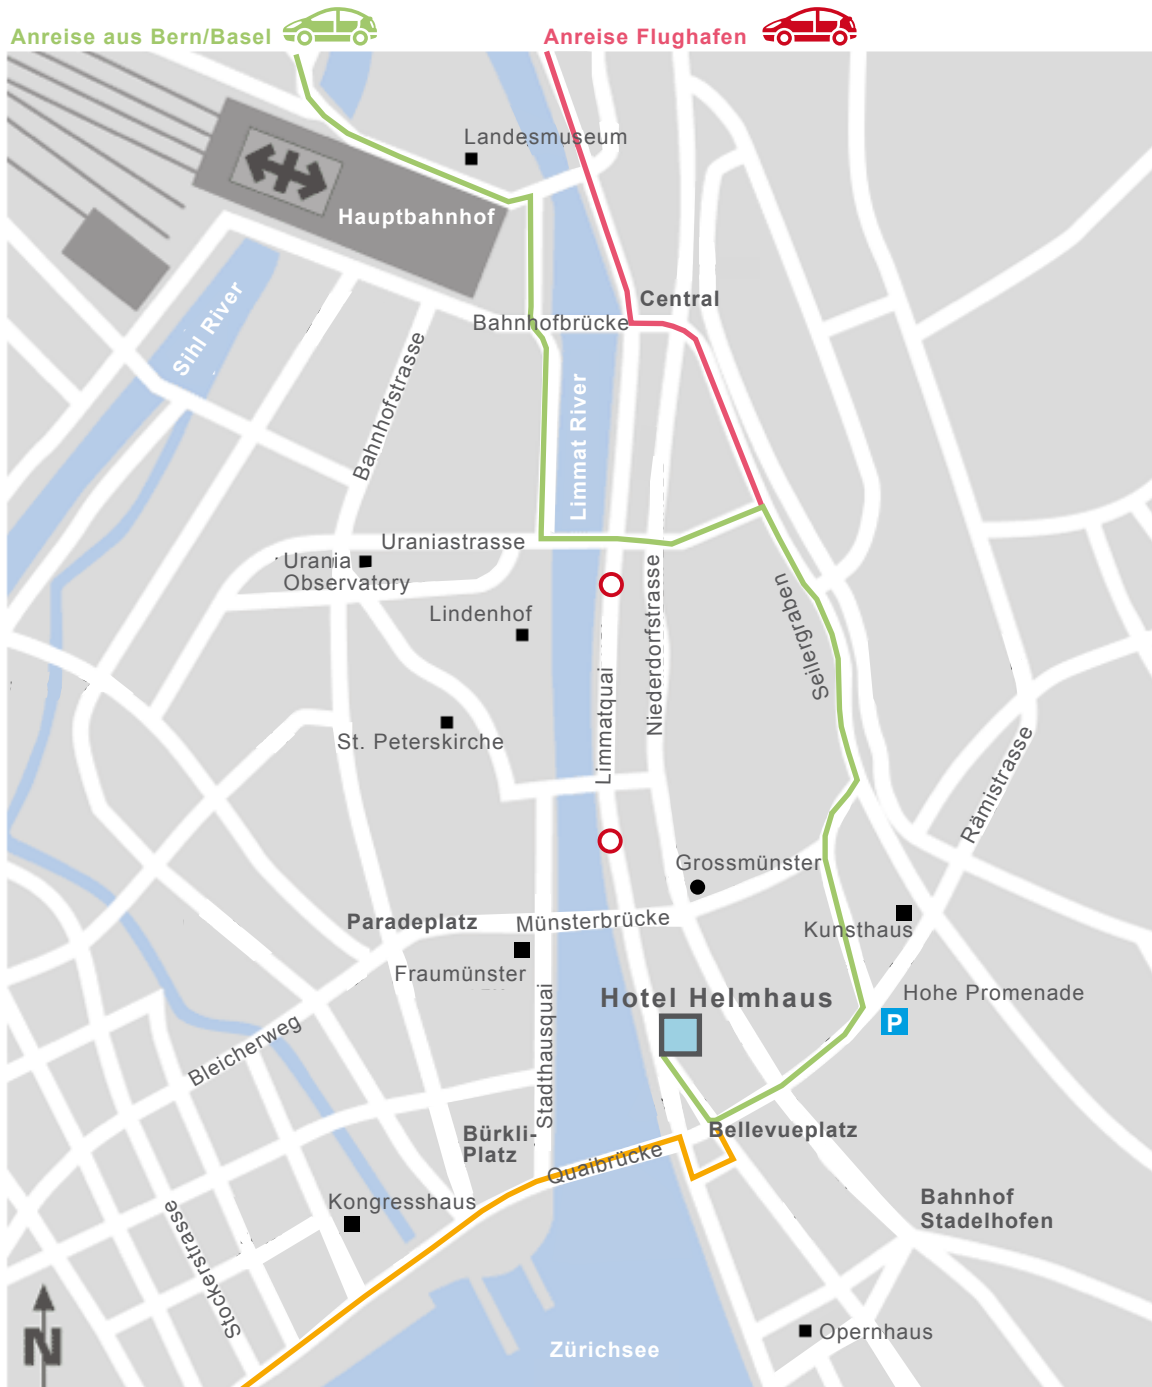 Anreise aus Bern/Basel
Anreise Flughafen
Landesmuseum
Hauptbahnhof
Central
Bahnhofbrücke
Sihl River
Bahnhofstrasse
Limmat River
Uraniastrasse
Urania
Observatory
Lindenhof
Niederdorfstrasse
Seilergraben
Limmatquai
St. Peterskirche
Rämistrasse
Grossmünster
Paradeplatz
Münsterbrücke
Kunsthaus
Fraumünster
Hotel Helmhaus
Hohe Promenade
P
Bleicherweg
Stadthausquai
Bürkli-
Platz
Bellevueplatz
Quaibrücke
Kongresshaus
Bahnhof
Stadelhofen
Stockerstrasse
N
Opernhaus
Zürichsee